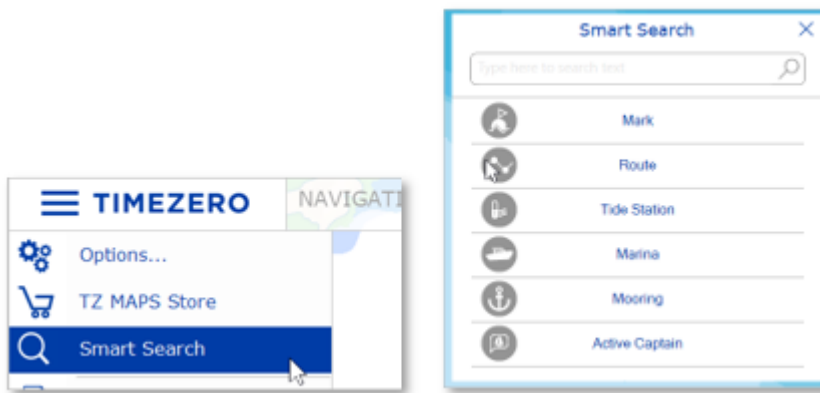 TIMEZERO
NAVIGATI
Options...
TZ MAPS Store
Smart Search
Smart Search
Type here to search text
Mark
Route
Tide Station
Marina
Mooring
Active Captain